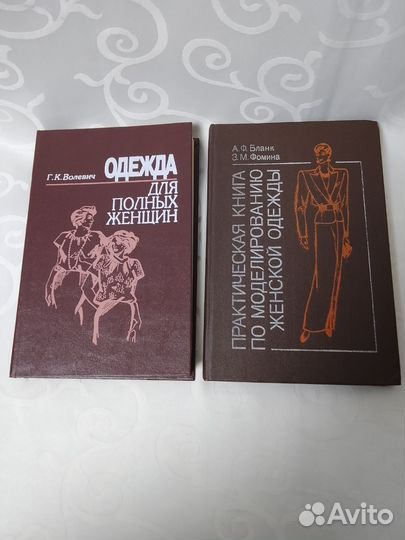 Г.К.Волевич
ОДЕЖДА
ДЛЯ
ПОЛНЫХ
ЖЕНЩИН
А.Ф.Бланк
З.М.Фомина
ПРАКТИЧЕСКАЯ КНИГА
ПО МОДЕЛИРОВАНИЮ
ЖЕНСКОЙ ОДЕЖДЫ
Avito